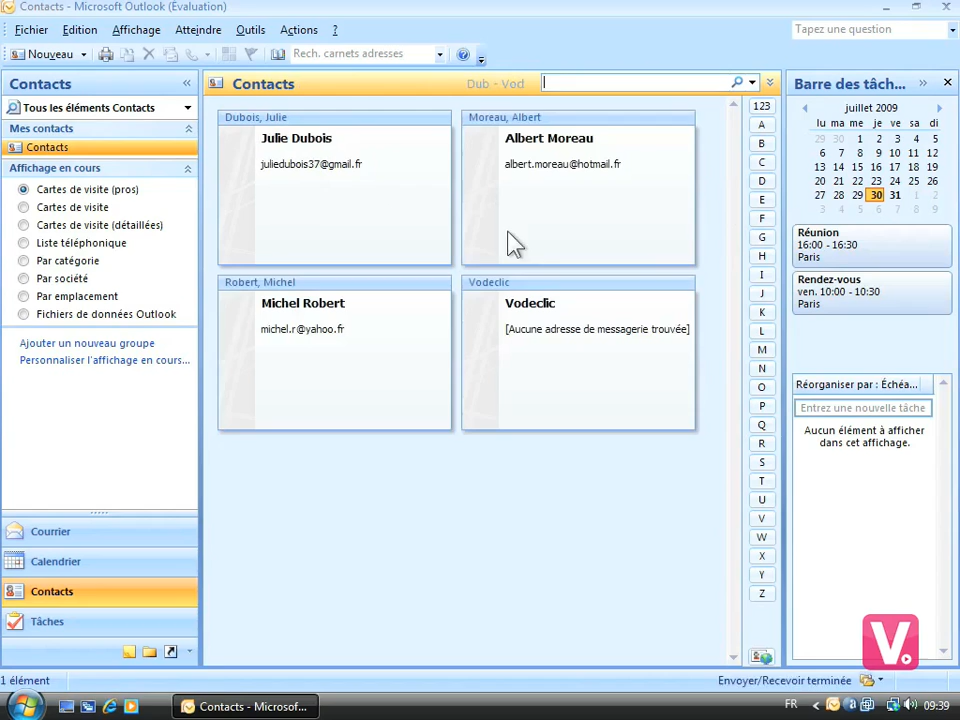 Contacts - Microsoft Outlook (Évaluation)
Fichier Edition Affichage Atteindre Outils Actions ?
Tapez une question
Nouveau Rech. carnets adresses
Contacts
Tous les éléments Contacts
Mes contacts
Contacts
Affichage en cours
Cartes de visite (pros)
Cartes de visite
Cartes de visite (détaillées)
Liste téléphonique
Par catégorie
Par société
Par emplacement
Fichiers de données Outlook
Ajouter un nouveau groupe
Personnaliser l'affichage en cours...
Courrier
Calendrier
Contacts
Tâches
Contacts Dub - Vod
Dubois, Julie
Julie Dubois
juliedubois37@gmail.fr
Moreau, Albert
Albert Moreau
albert.moreau@hotmail.fr
Robert, Michel
Michel Robert
michel.r@yahoo.fr
Vodeclic
Vodeclic
[Aucune adresse de messagerie trouvée]
123
A
B
C
D
E
F
G
H
I
J
K
L
M
N
O
P
Q
R
S
T
U
V
W
X
Y
Z
Barre des tâch...
juillet 2009
lu ma me je ve sa di
29 30 1 2 3 4 5
6 7 8 9 10 11 12
13 14 15 16 17 18 19
20 21 22 23 24 25 26
27 28 29 30 31 1 2
3 4 5 6 7 8 9
Réunion
16:00 - 16:30
Paris
Rendez-vous
ven. 10:00 - 10:30
Paris
Réorganiser par : Échéa...
Entrez une nouvelle tâche
Aucun élément à afficher
dans cet affichage.
V
1 élément
Envoyer/Recevoir terminée
Contacts - Microsof...
FR
09:39